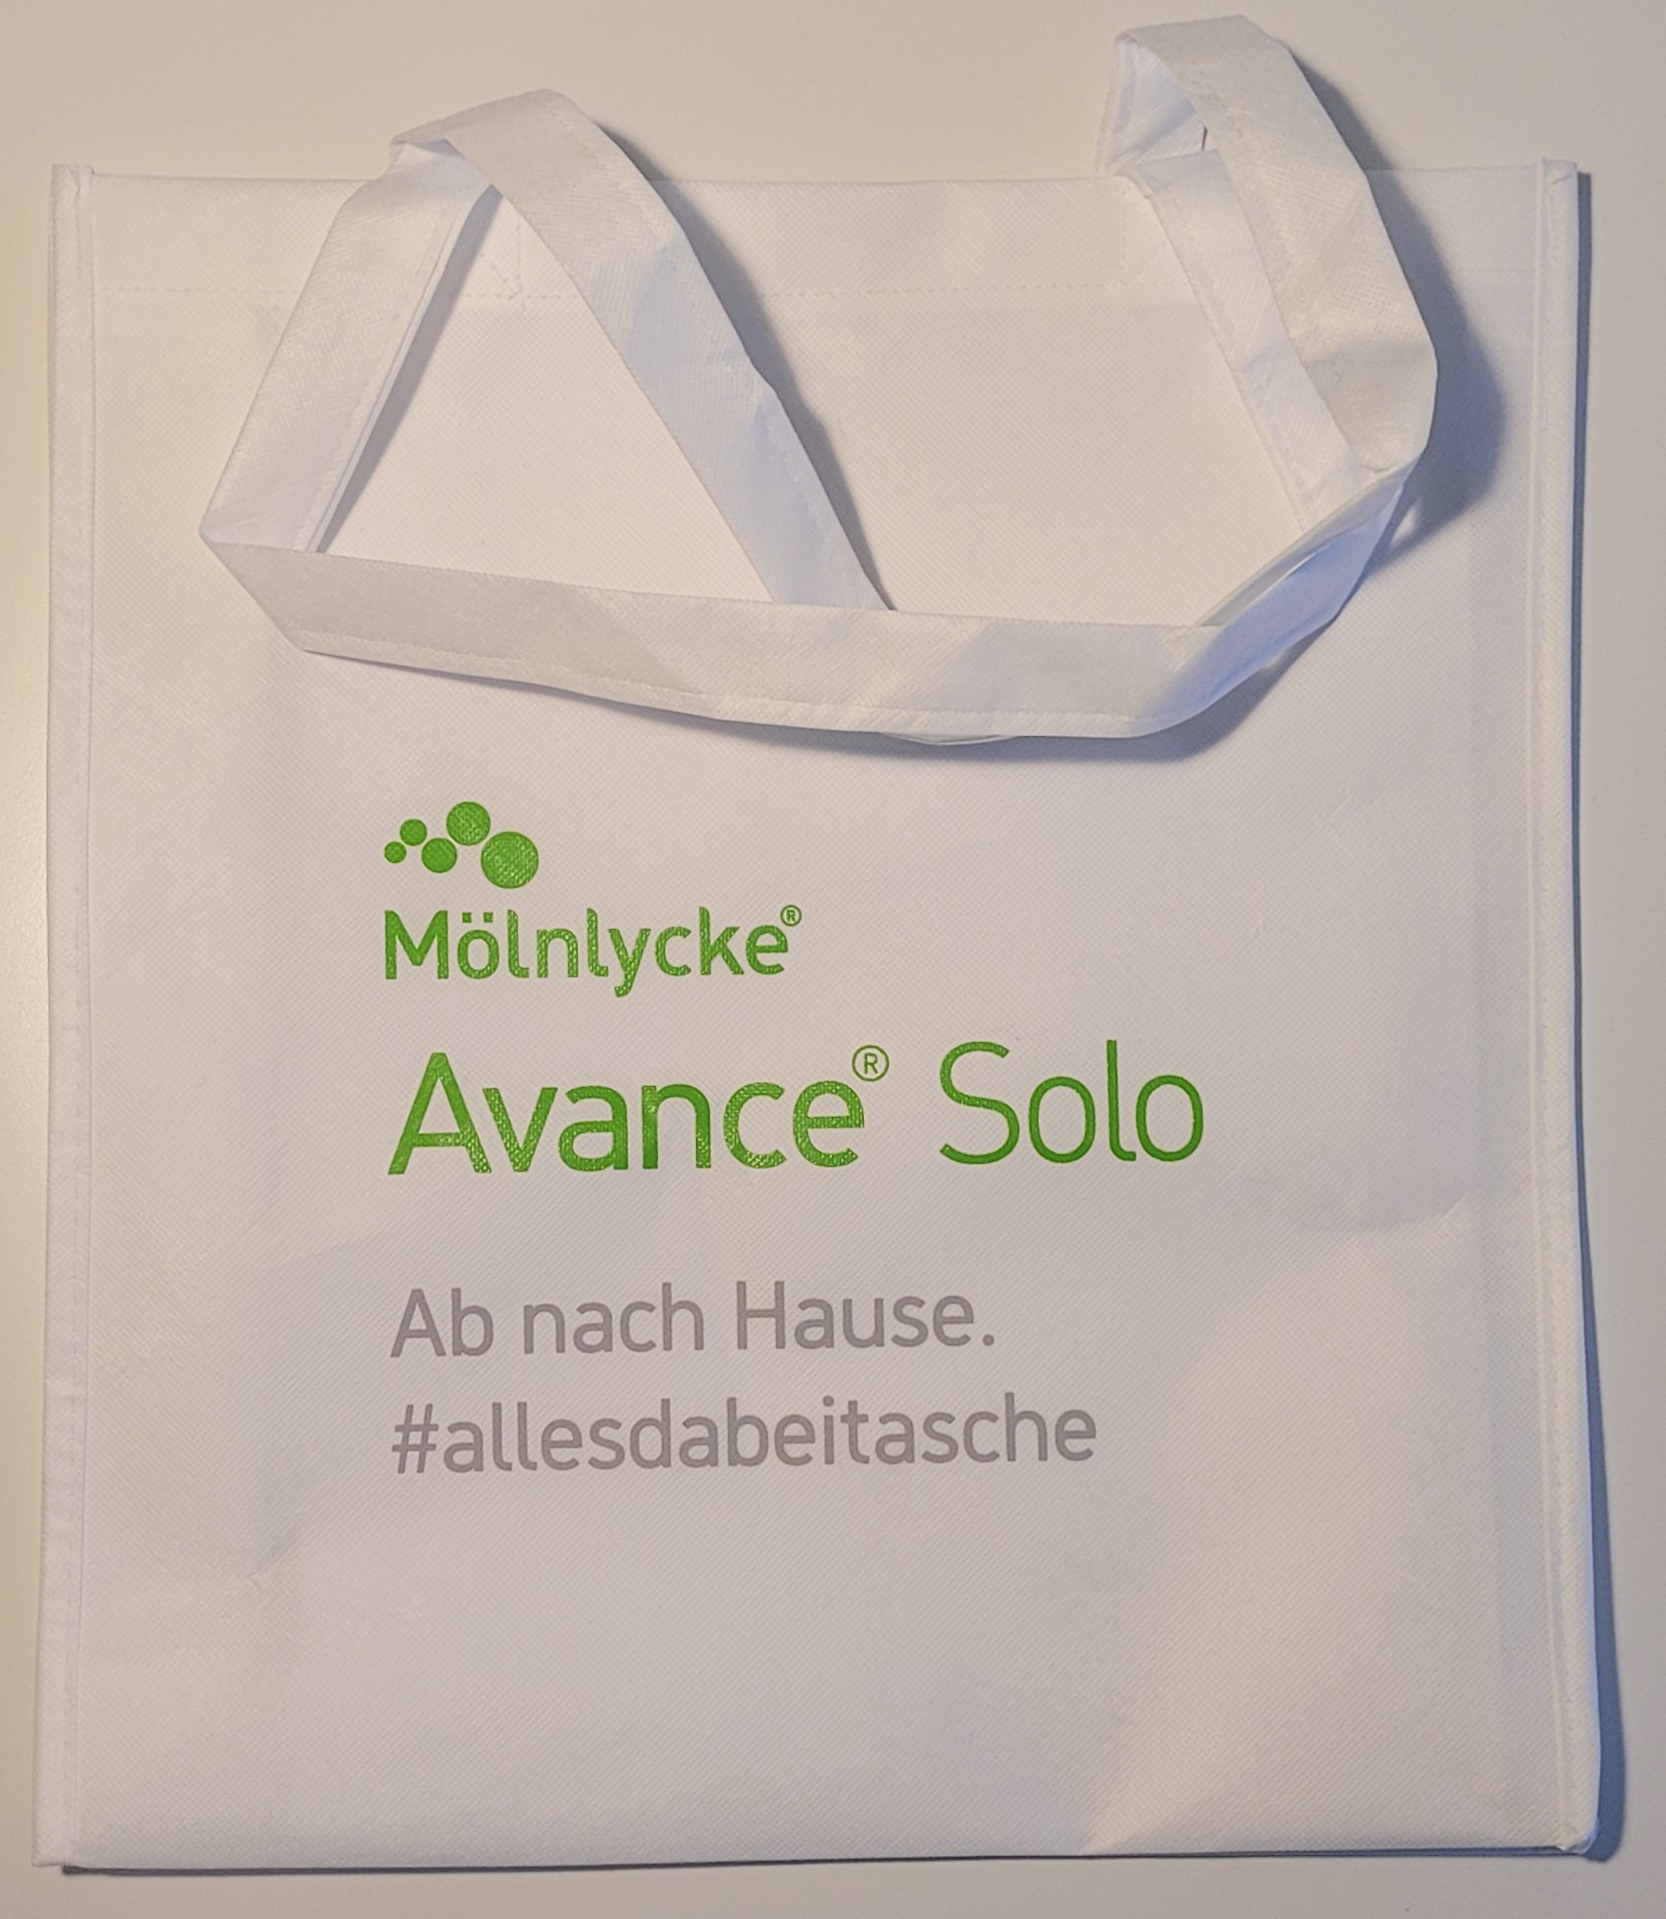 Mölnlycke®
Avance® Solo
Ab nach Hause.
#allesdabeitasche